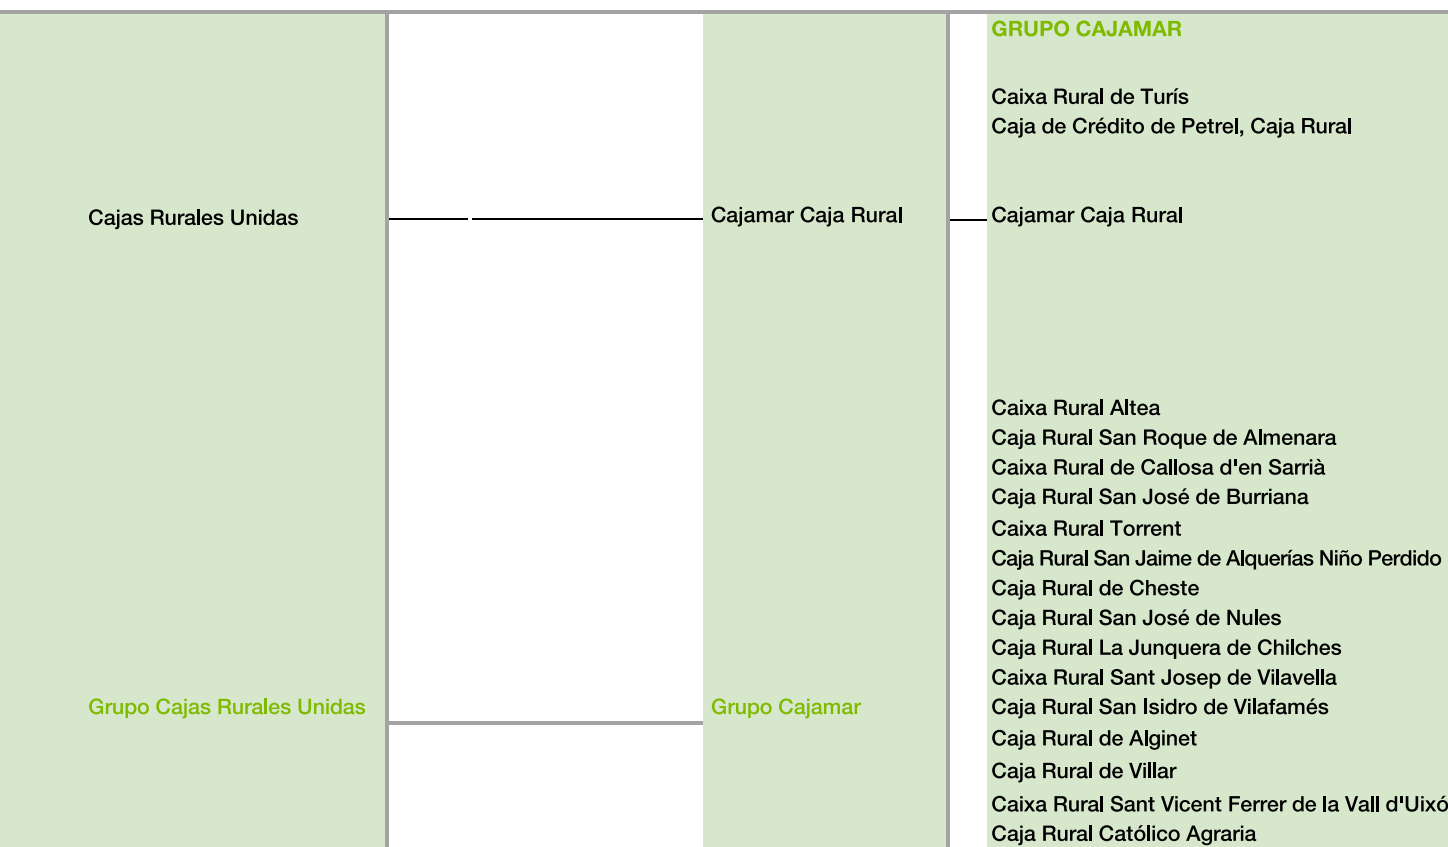 GRUPO CAJAMAR
Caixa Rural de Turís
Caja de Crédito de Petrel, Caja Rural
Cajas Rurales Unidas
Cajamar Caja Rural
Cajamar Caja Rural
Caixa Rural Altea
Caja Rural San Roque de Almenara
Caixa Rural de Callosa d'en Sarrià
Caja Rural San José de Burriana
Caixa Rural Torrent
Caja Rural San Jaime de Alquerías Niño Perdido
Caja Rural de Cheste
Caja Rural San José de Nules
Caja Rural La Junquera de Chilches
Caixa Rural Sant Josep de Vilavella
Grupo Cajas Rurales Unidas
Grupo Cajamar
Caja Rural San Isidro de Vilafamés
Caja Rural de Alginet
Caja Rural de Villar
Caixa Rural Sant Vicent Ferrer de la Vall d'Uixó
Caja Rural Católico Agraria